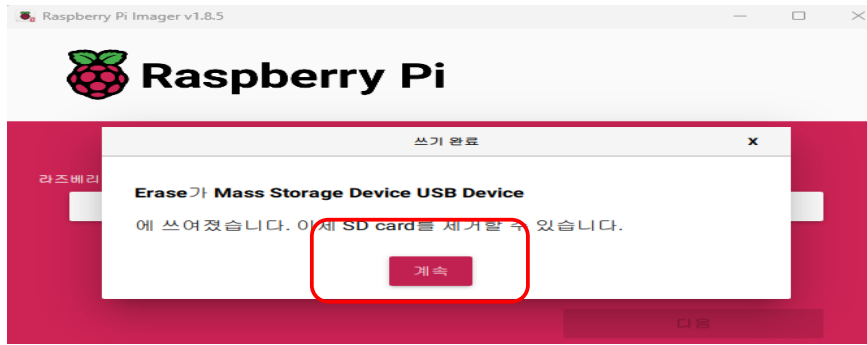 Raspberry Pi Imager v1.8.5
Raspberry Pi
쓰기 완료
x
라즈베리
Erase가 Mass Storage Device USB Device
에 쓰여졌습니다. 이제 SD card를 제거할 수 있습니다.
계속
다음